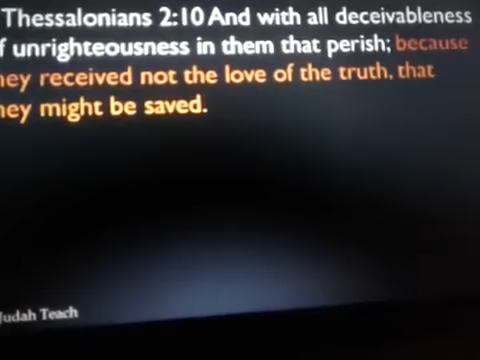 Thessalonians 2:10 And with all deceivableness
f unrighteousness in them that perish; because
hey received not the love of the truth, that
hey might be saved.
Judah Teach